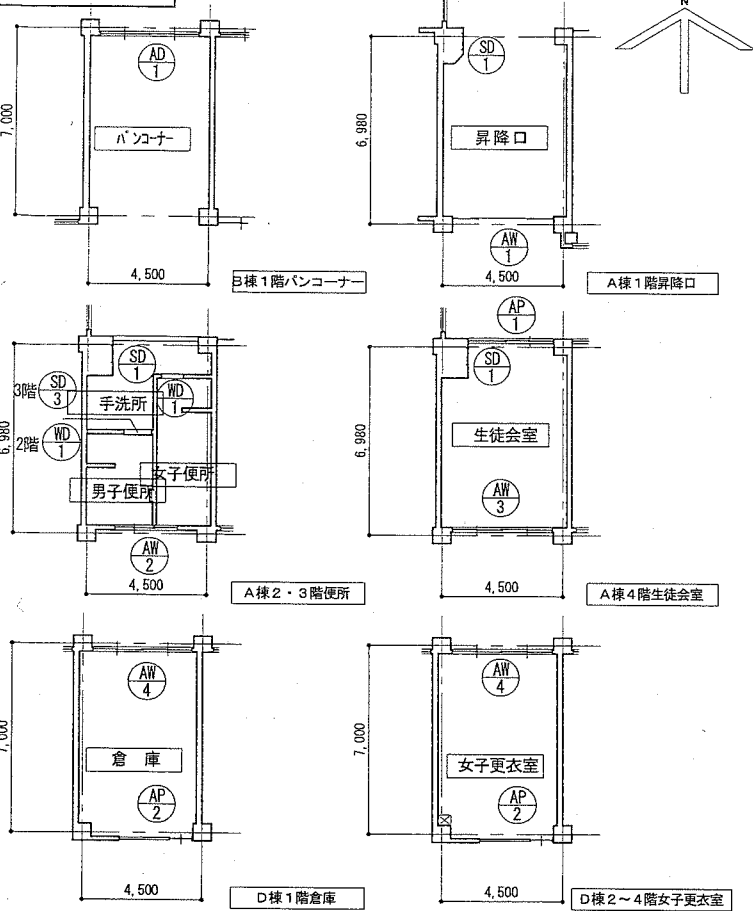 N
AD
1
7,000
パンコーナー
4,500
B棟1階パンコーナー
SD
1
6,980
昇降口
AW
1
4,500
A棟1階昇降口
SD
1
3階
SD
3
手洗所
WD
1
6,980
2階
WD
1
女子便所
男子便所
AW
2
4,500
A棟2・3階便所
AP
1
SD
1
6,980
生徒会室
AW
3
4,500
A棟4階生徒会室
AW
4
7,000
倉庫
AP
2
4,500
D棟1階倉庫
AW
4
7,000
女子更衣室
AP
2
4,500
D棟2~4階女子更衣室